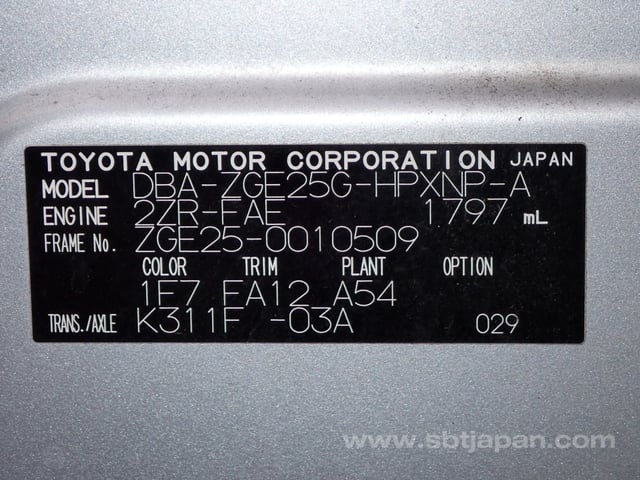 TOYOTA MOTOR CORPORATION JAPAN
MODEL DBA-ZGE25G-HPXNP-A
ENGINE 2ZR-FAE 1797 mL
FRAME No. ZGE25-0010509
COLOR TRIM PLANT OPTION
1F7 FA12 A54
TRANS./AXLE K311F -03A 029
www.sbtjapan.com